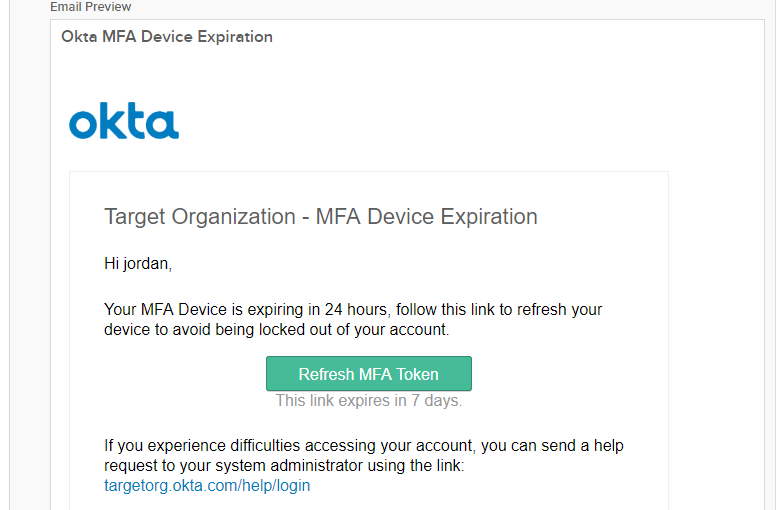 Email Preview
Okta MFA Device Expiration
okta
Target Organization - MFA Device Expiration
Hi jordan,
Your MFA Device is expiring in 24 hours, follow this link to refresh your
device to avoid being locked out of your account.
Refresh MFA Token
This link expires in 7 days.
If you experience difficulties accessing your account, you can send a help
request to your system administrator using the link:
targetorg.okta.com/help/login